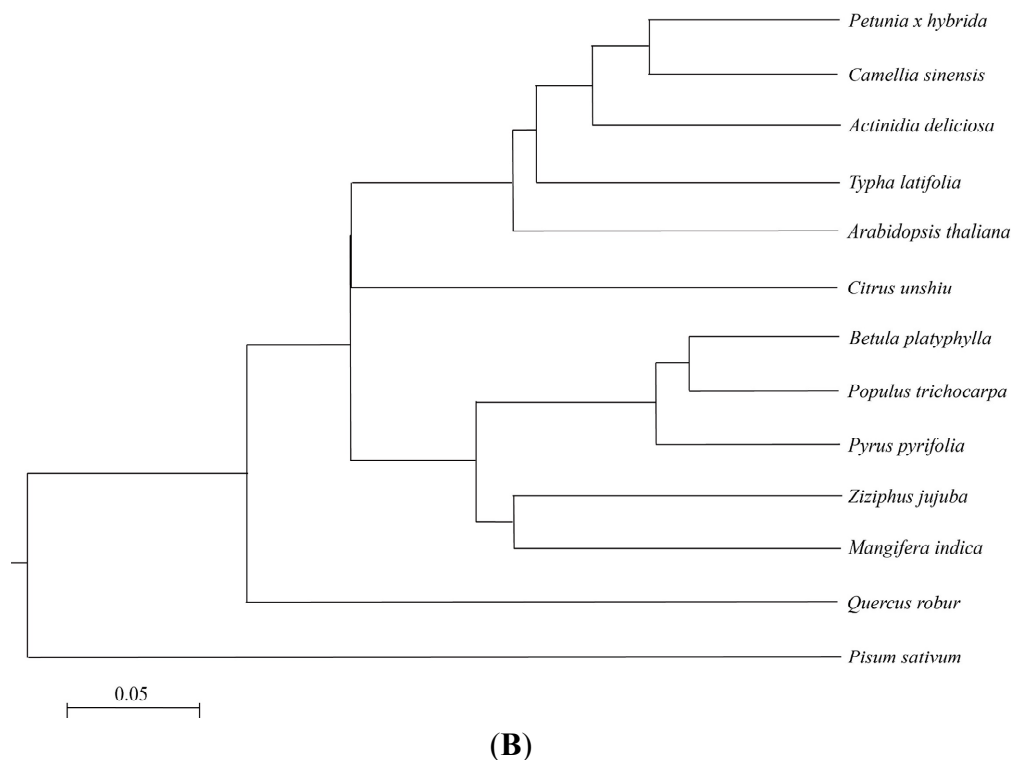 Petunia x hybrida
Camellia sinensis
Actinidia deliciosa
Typha latifolia
Arabidopsis thaliana
Citrus unshiu
Betula platyphylla
Populus trichocarpa
Pyrus pyrifolia
Ziziphus jujuba
Mangifera indica
Quercus robur
Pisum sativum
0.05
(B)